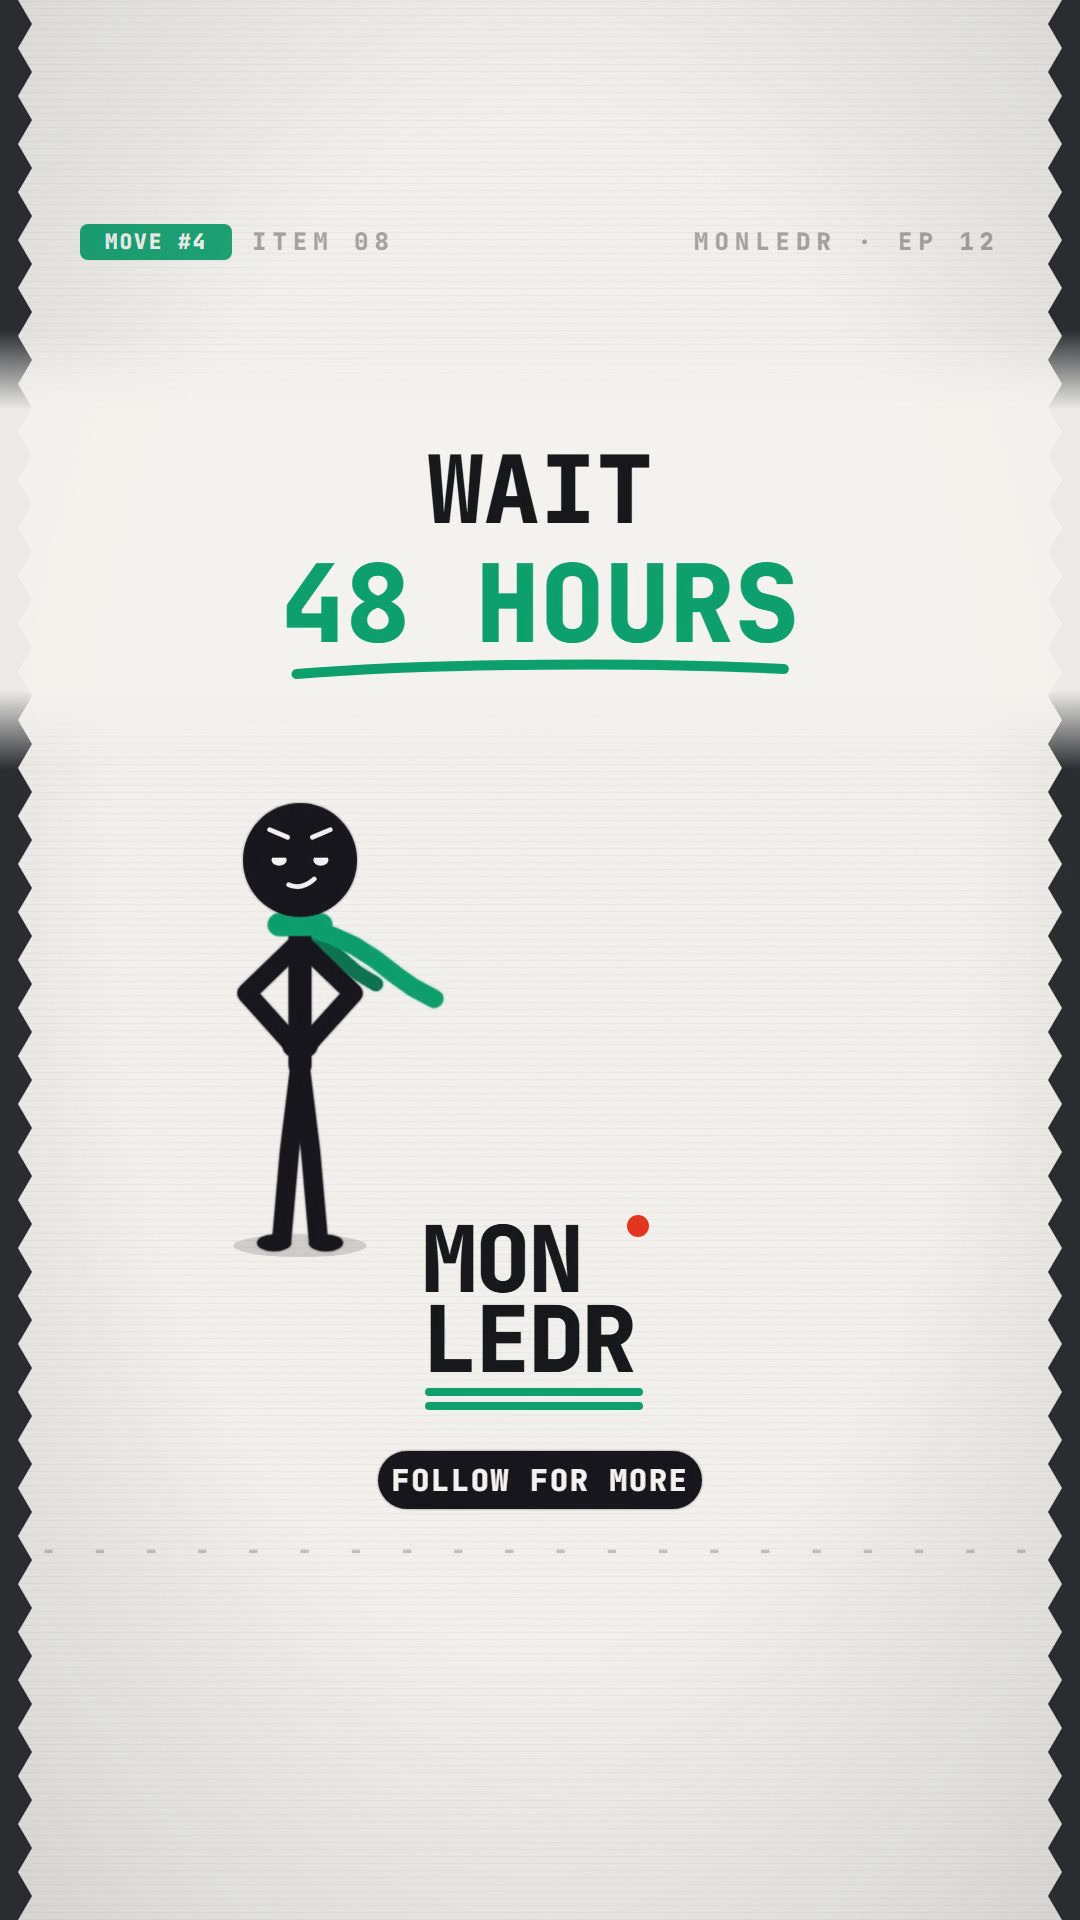 MOVE #4 ITEM 08 MONLEDR · EP 12
WAIT
48 HOURS
MON
LEDR
FOLLOW FOR MORE